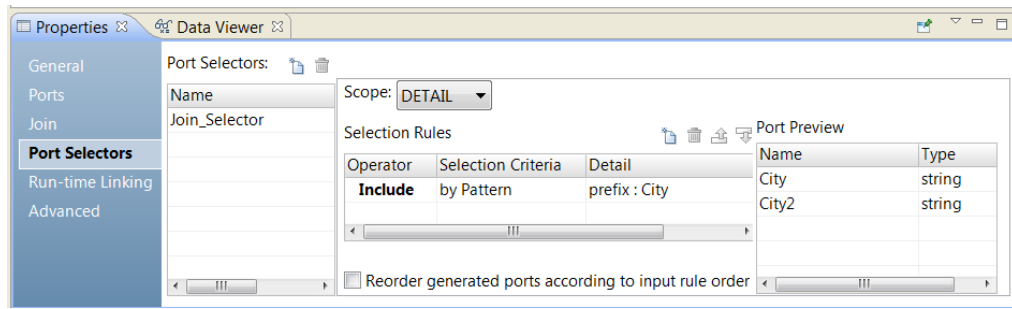 Properties Data Viewer
General
Ports
Join
Port Selectors
Run-time Linking
Advanced
Port Selectors:
Name
Join_Selector
Scope: DETAIL
Selection Rules
Operator Selection Criteria Detail
Include by Pattern prefix : City
Reorder generated ports according to input rule order
Port Preview
Name Type
City string
City2 string